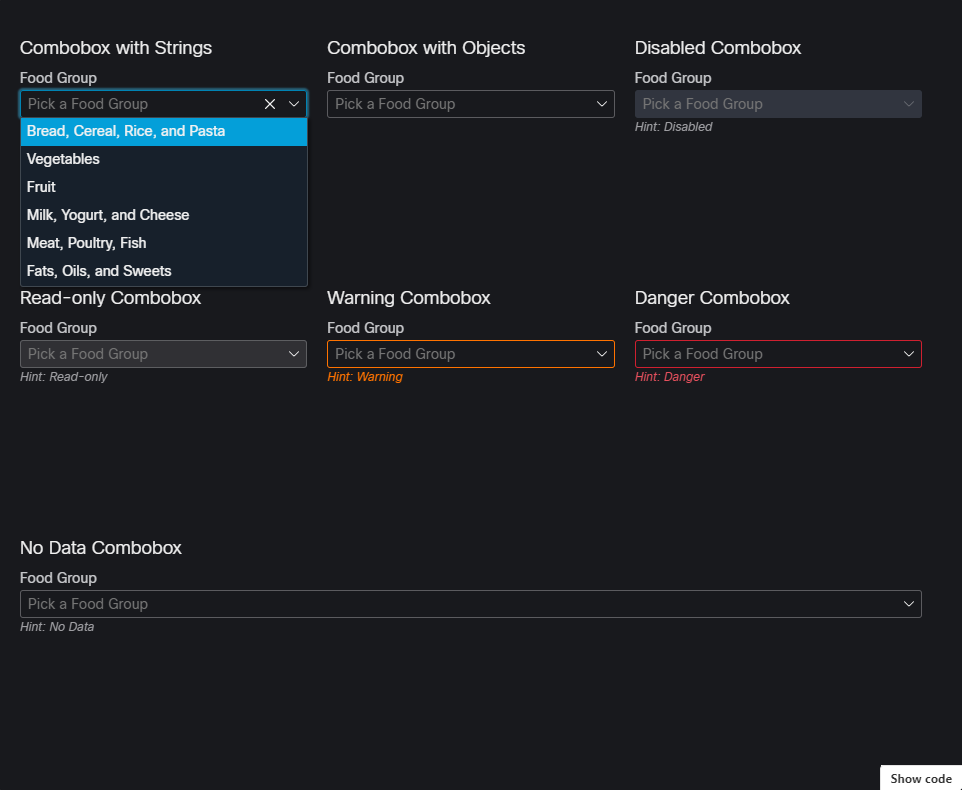 Combobox with Strings
Food Group
Pick a Food Group
Bread, Cereal, Rice, and Pasta
Vegetables
Fruit
Milk, Yogurt, and Cheese
Meat, Poultry, Fish
Fats, Oils, and Sweets
Combobox with Objects
Food Group
Pick a Food Group
Disabled Combobox
Food Group
Pick a Food Group
Hint: Disabled
Read-only Combobox
Food Group
Pick a Food Group
Hint: Read-only
Warning Combobox
Food Group
Pick a Food Group
Hint: Warning
Danger Combobox
Food Group
Pick a Food Group
Hint: Danger
No Data Combobox
Food Group
Pick a Food Group
Hint: No Data
Show code